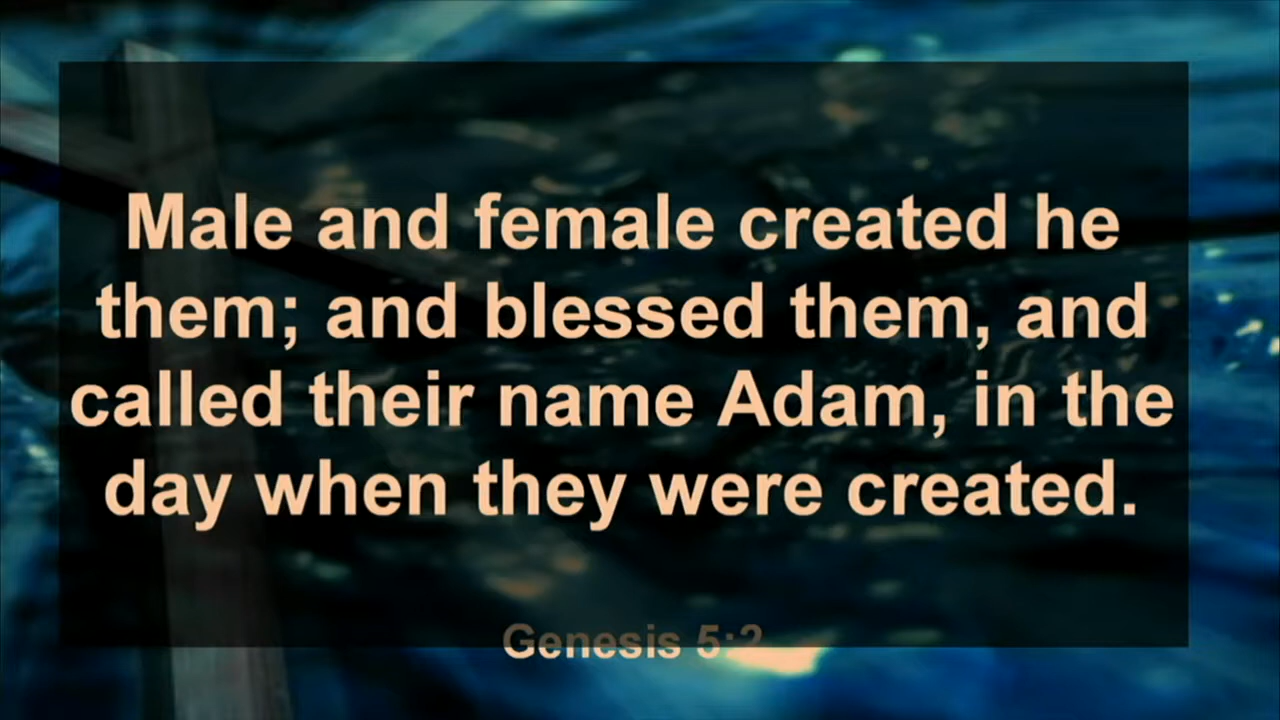 Male and female created he
them; and blessed them, and
called their name Adam, in the
day when they were created.
Genesis 5:2